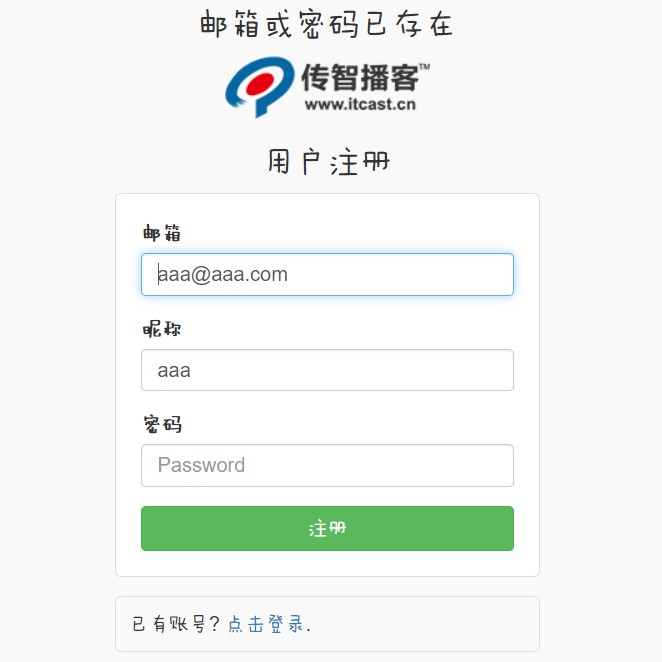 邮箱或密码已存在
传智播客™
www.itcast.cn
用户注册
邮箱
aaa@aaa.com
昵称
aaa
密码
Password
注册
已有账号? 点击登录.